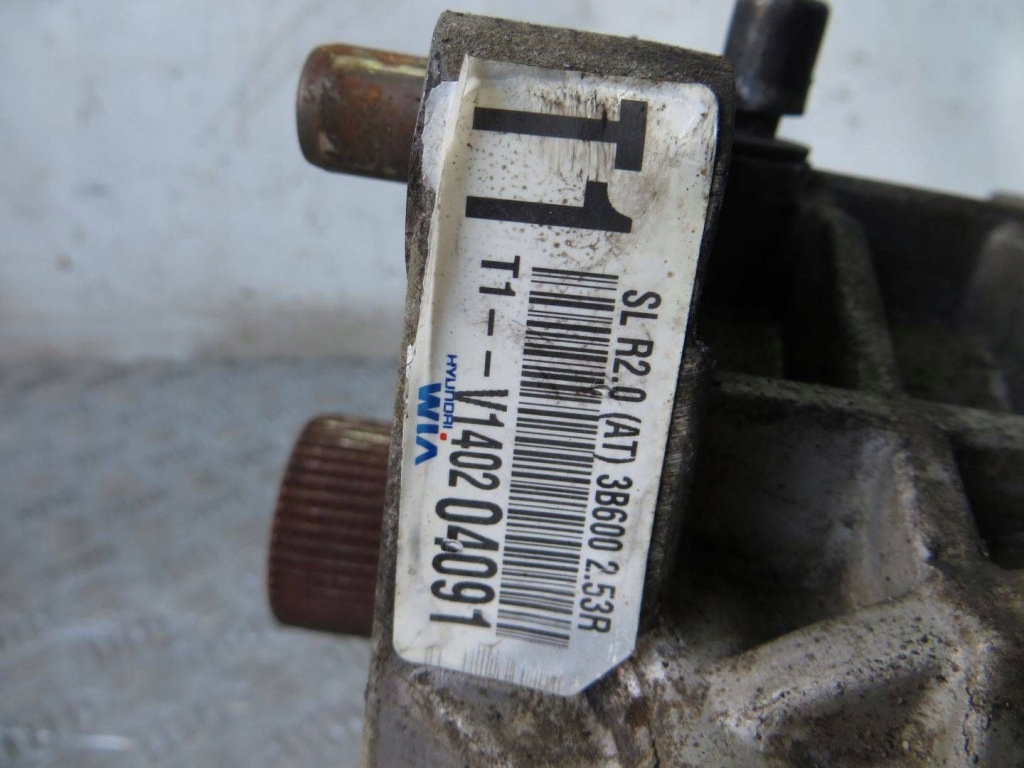 T1
SL R2.0 (AT) 3B600 2.53R
T1--V1402 04091
HYUNDAI
WIA